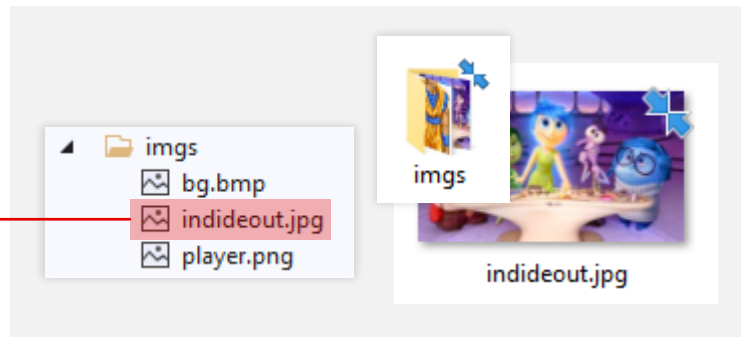 imgs
bg.bmp
indideout.jpg
player.png
imgs
indideout.jpg